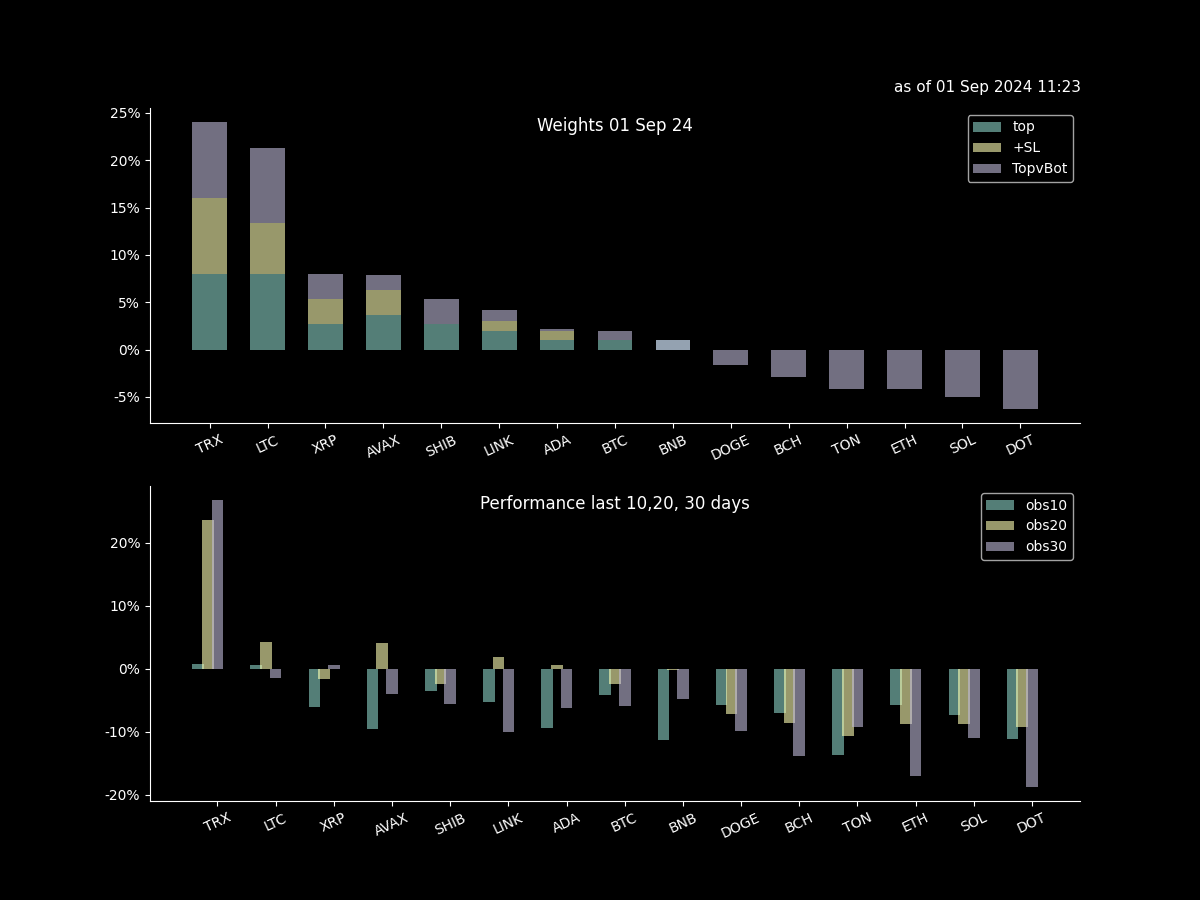 as of 01 Sep 2024 11:23
25%
Weights 01 Sep 24
top
+SL
TopvBot
20%
15%
10%
5%
0%
-5%
TRX LTC XRP AVAX SHIB LINK ADA BTC BNB DOGE BCH TON ETH SOL DOT
Performance last 10,20, 30 days
obs10
obs20
obs30
20%
10%
0%
-10%
-20%
TRX LTC XRP AVAX SHIB LINK ADA BTC BNB DOGE BCH TON ETH SOL DOT